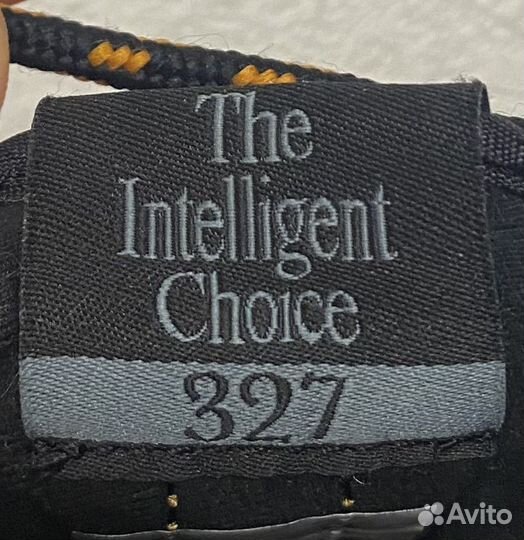 The
Intelligent
Choice
327
Avito